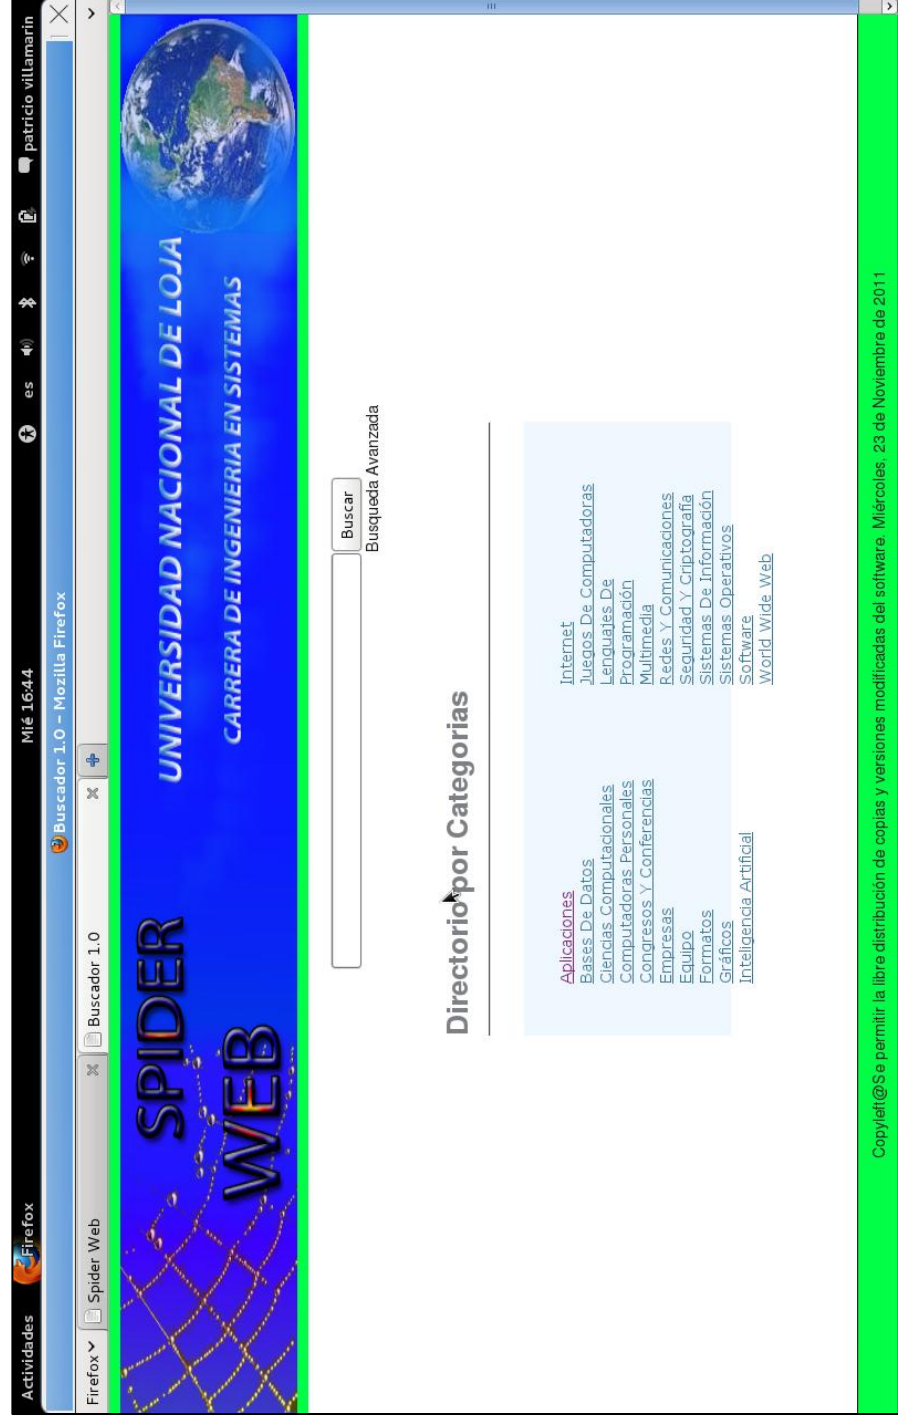 Actividades Firefox Mié 16:44 es patricio villamarin
Buscador 1.0 – Mozilla Firefox
Firefox Spider Web Buscador 1.0
SPIDER
WEB
UNIVERSIDAD NACIONAL DE LOJA
CARRERA DE INGENIERIA EN SISTEMAS
Buscar
Busqueda Avanzada
Directorio por Categorias
Aplicaciones
Bases De Datos
Ciencias Computacionales
Computadoras Personales
Congresos Y Conferencias
Empresas
Equipo
Formatos
Gráficos
Inteligencia Artificial
Internet
Juegos De Computadoras
Lenguajes De
Programación
Multimedia
Redes Y Comunicaciones
Seguridad Y Criptografía
Sistemas De Información
Sistemas Operativos
Software
World Wide Web
Copyleft@Se permitir la libre distribución de copias y versiones modificadas del software. Miércoles, 23 de Noviembre de 2011